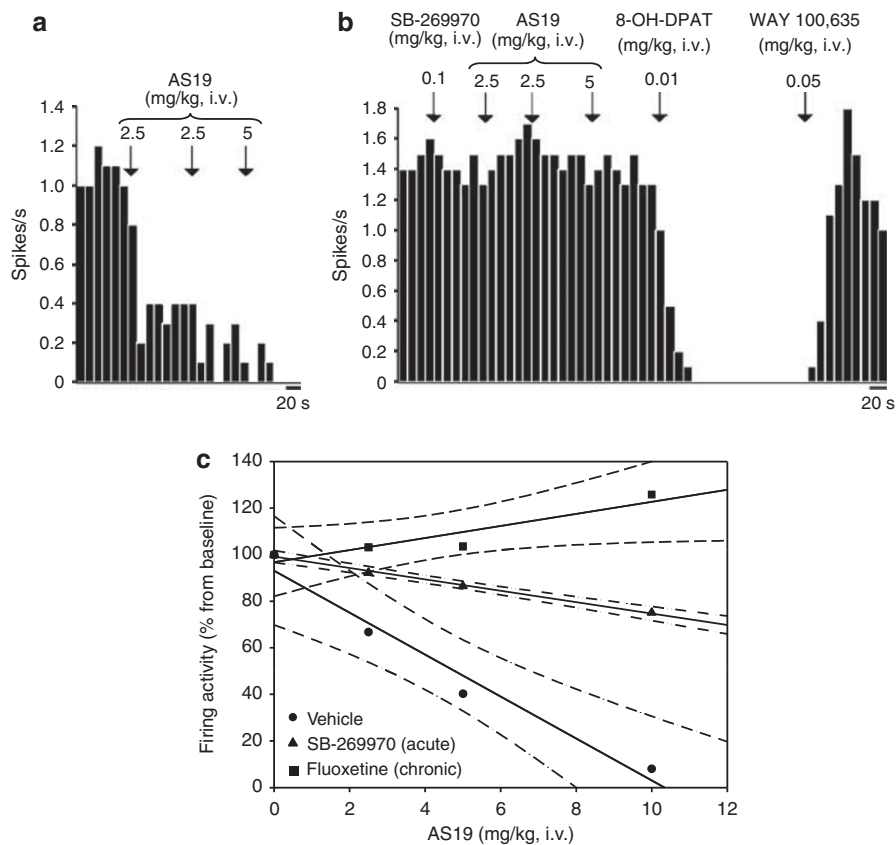 a
AS19
(mg/kg, i.v.)
2.5 2.5 5
1.4
1.2
1.0
0.8
0.6
0.4
0.2
0
Spikes/s
20 s
b
SB-269970 AS19 8-OH-DPAT WAY 100,635
(mg/kg, i.v.) (mg/kg, i.v.) (mg/kg, i.v.) (mg/kg, i.v.)
0.1 2.5 2.5 5 0.01 0.05
1.8
1.6
1.4
1.2
1.0
0.8
0.6
0.4
0.2
0
Spikes/s
20 s
c
140
120
100
80
60
40
20
0
Firing activity (% from baseline)
Vehicle
SB-269970 (acute)
Fluoxetine (chronic)
0 2 4 6 8 10 12
AS19 (mg/kg, i.v.)